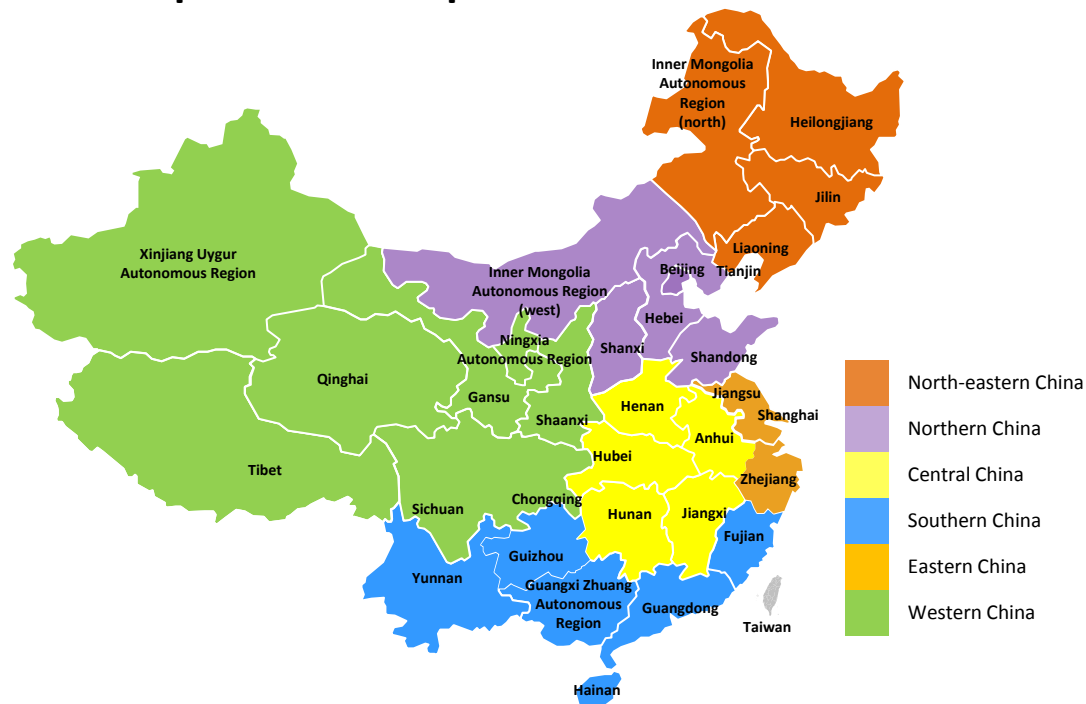 Inner Mongolia
Autonomous
Region
(north)
Heilongjiang
Jilin
Liaoning
Xinjiang Uygur
Autonomous Region
Inner Mongolia
Autonomous Region
(west)
Beijing
Tianjin
Hebei
Shanxi
Shandong
Ningxia
Autonomous Region
Qinghai
Gansu
Shaanxi
Henan
Jiangsu
Shanghai
Anhui
Hubei
Zhejiang
Tibet
Sichuan
Chongqing
Hunan
Jiangxi
Fujian
Guizhou
Yunnan
Guangxi Zhuang
Autonomous
Region
Guangdong
Taiwan
Hainan
North-eastern China
Northern China
Central China
Southern China
Eastern China
Western China